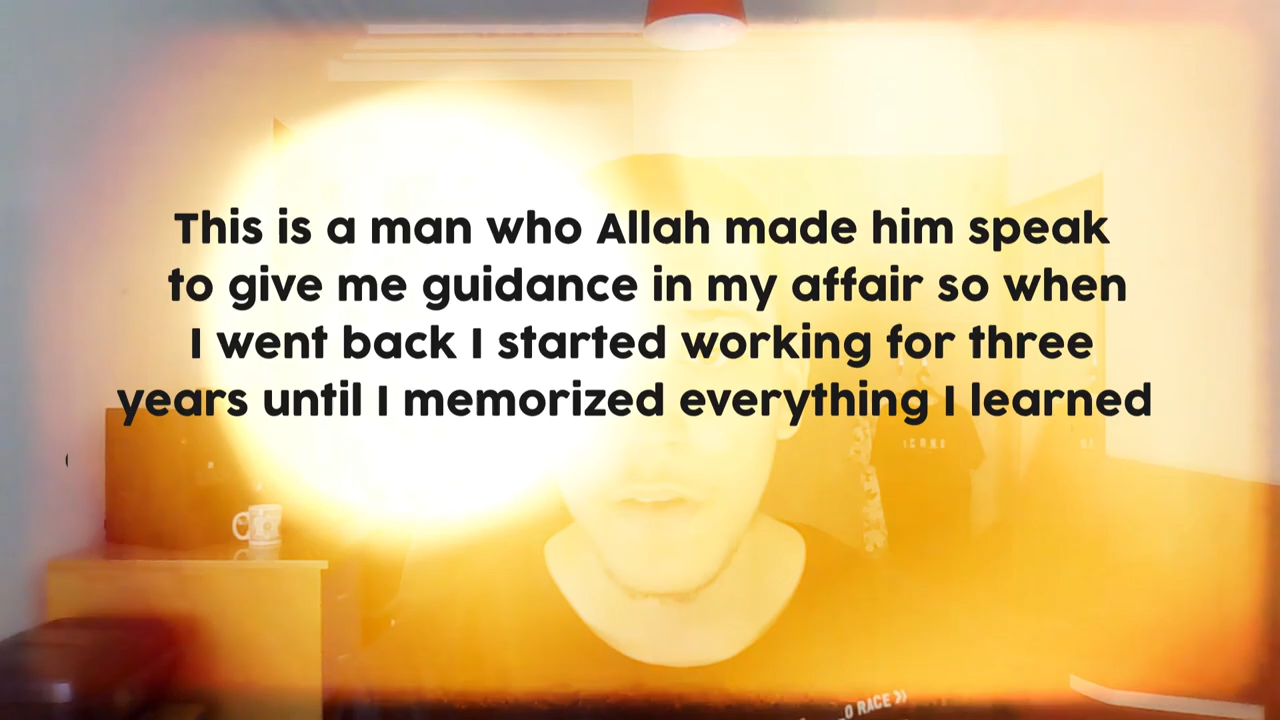 This is a man who Allah made him speak
to give me guidance in my affair so when
I went back I started working for three
years until I memorized everything I learned
O RACE »